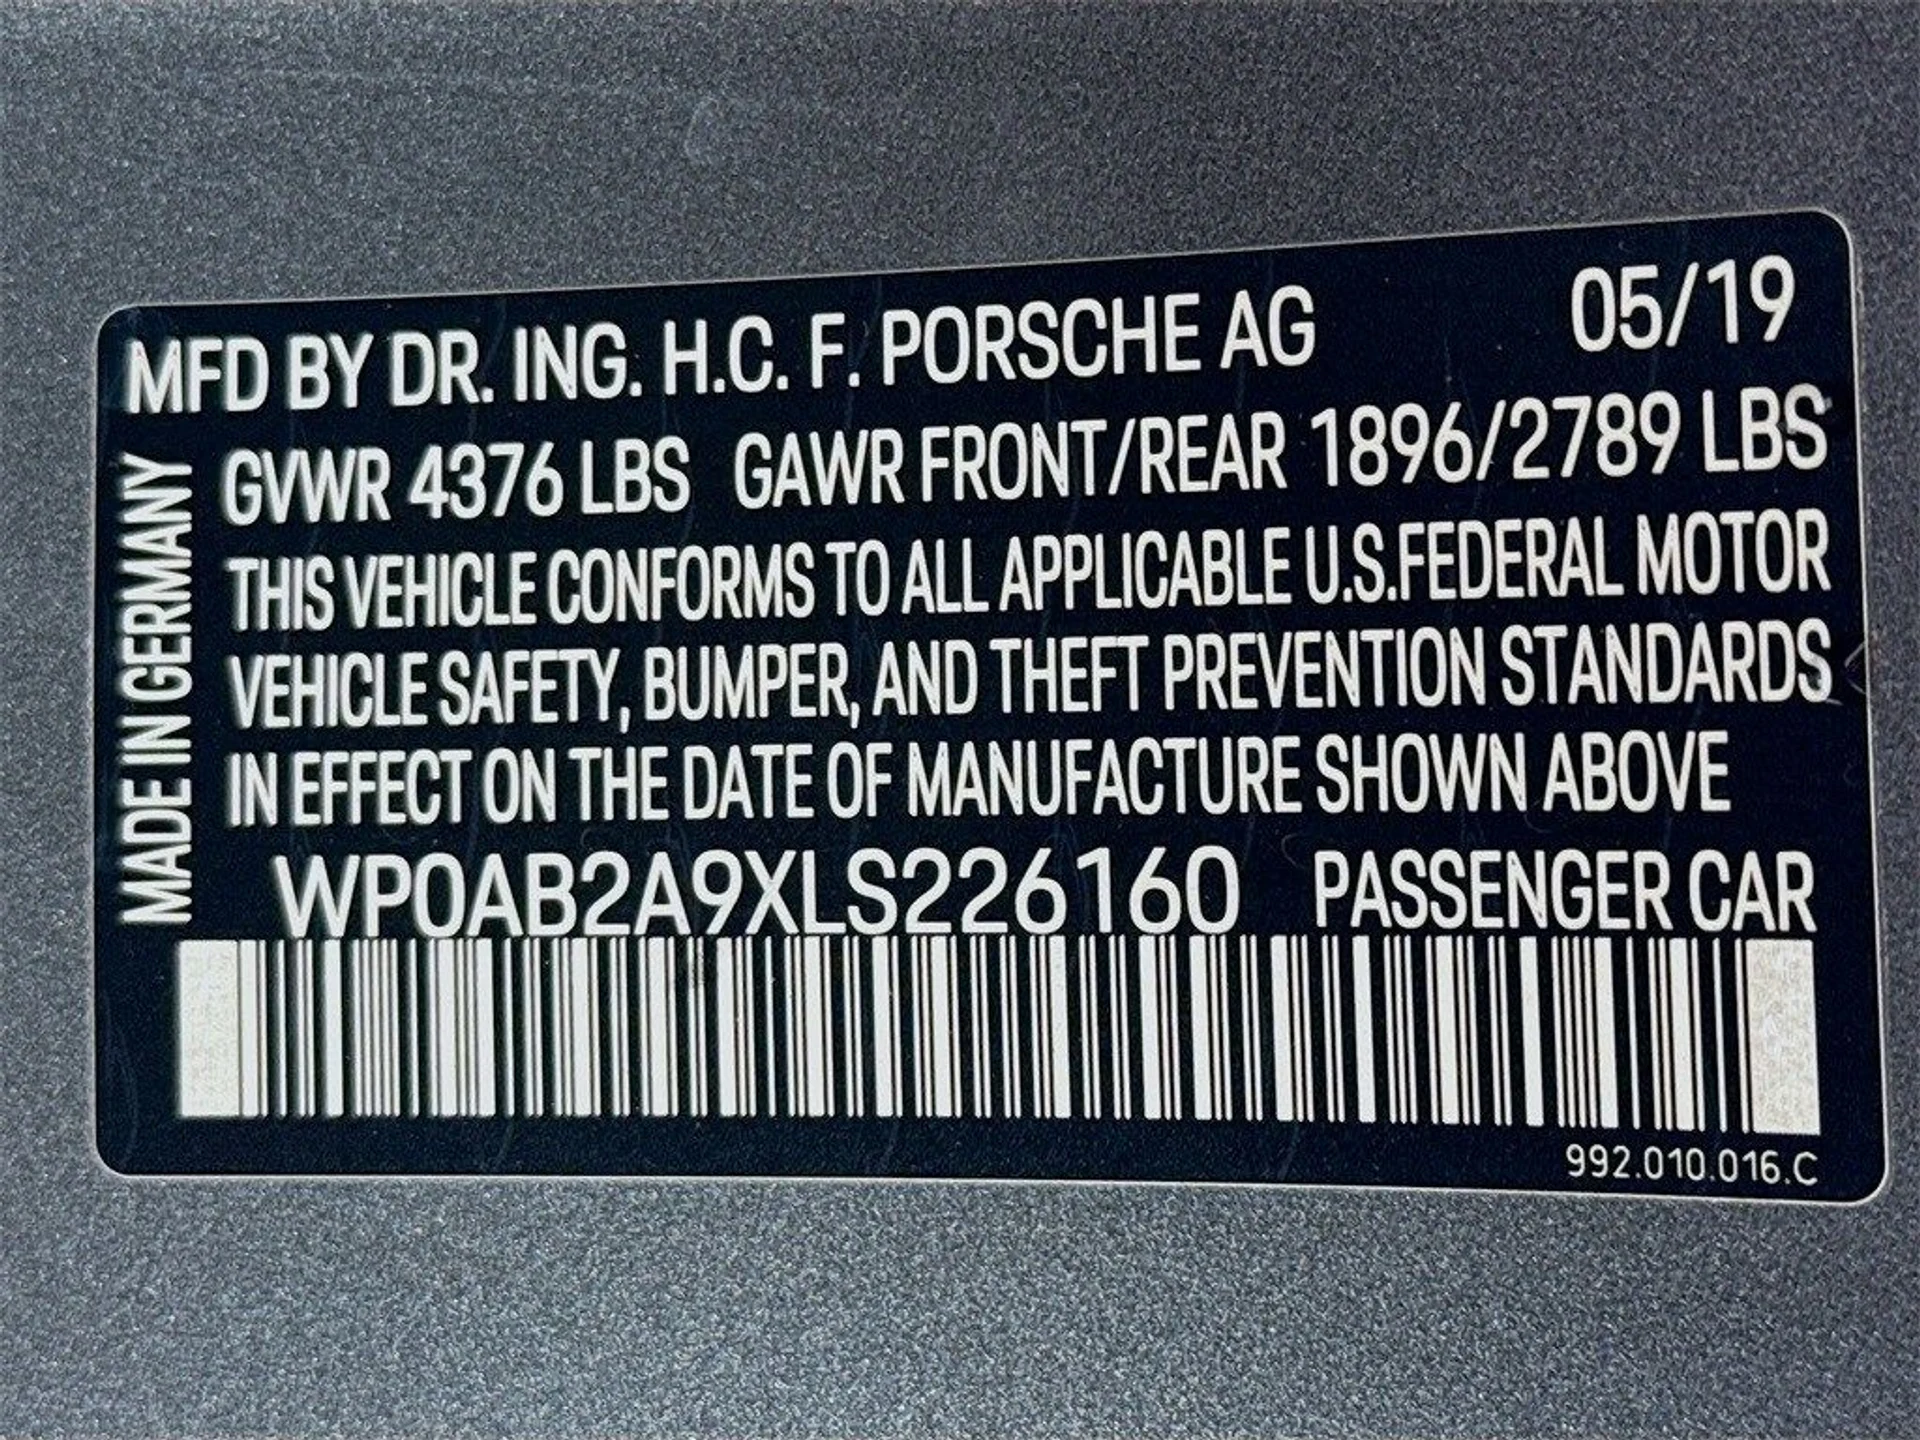 MFD BY DR. ING. H.C. F. PORSCHE AG 05/19
GVWR 4376 LBS GAWR FRONT/REAR 1896/2789 LBS
THIS VEHICLE CONFORMS TO ALL APPLICABLE U.S.FEDERAL MOTOR
VEHICLE SAFETY, BUMPER, AND THEFT PREVENTION STANDARDS
IN EFFECT ON THE DATE OF MANUFACTURE SHOWN ABOVE
WP0AB2A9XLS226160 PASSENGER CAR
MADE IN GERMANY
992.010.016.C